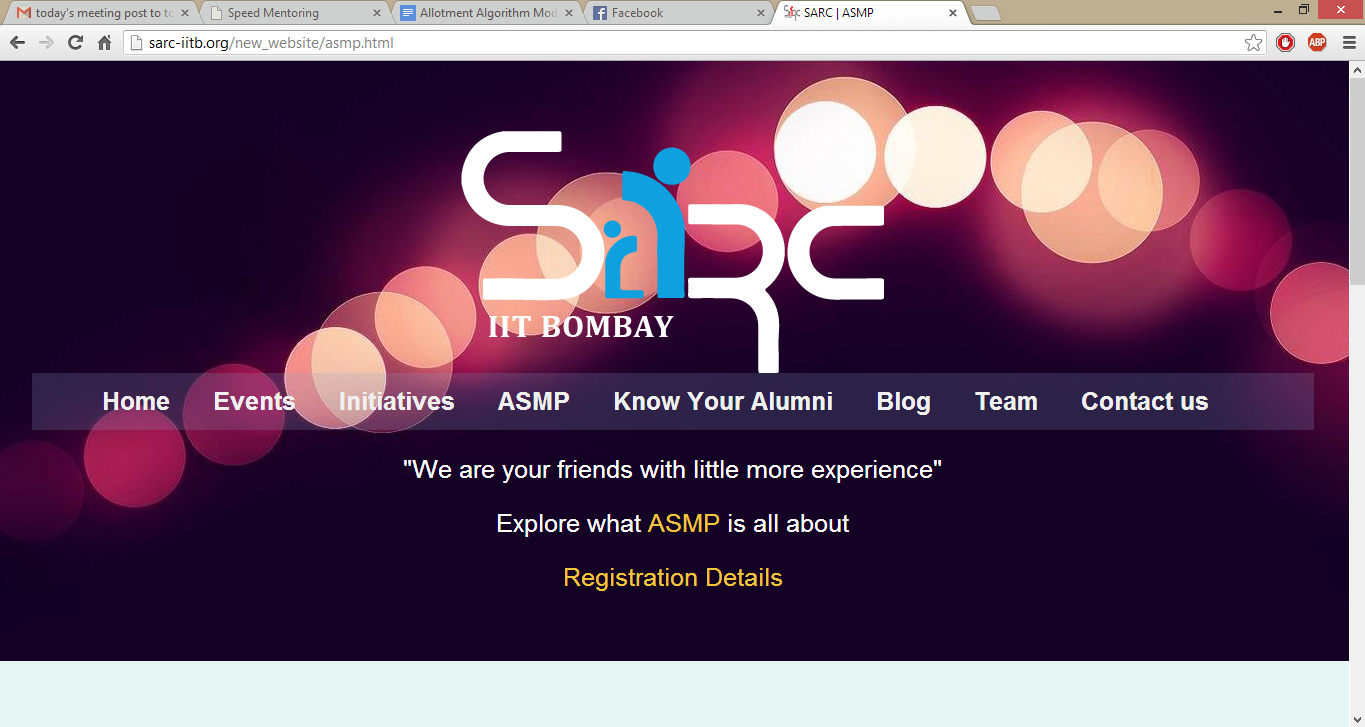 today's meeting post to to
Speed Mentoring
Allotment Algorithm Mod
Facebook
SARC | ASMP
sarc-iitb.org/new_website/asmp.html
ABP
SARC
IIT BOMBAY
Home Events Initiatives ASMP Know Your Alumni Blog Team Contact us
"We are your friends with little more experience"
Explore what ASMP is all about
Registration Details